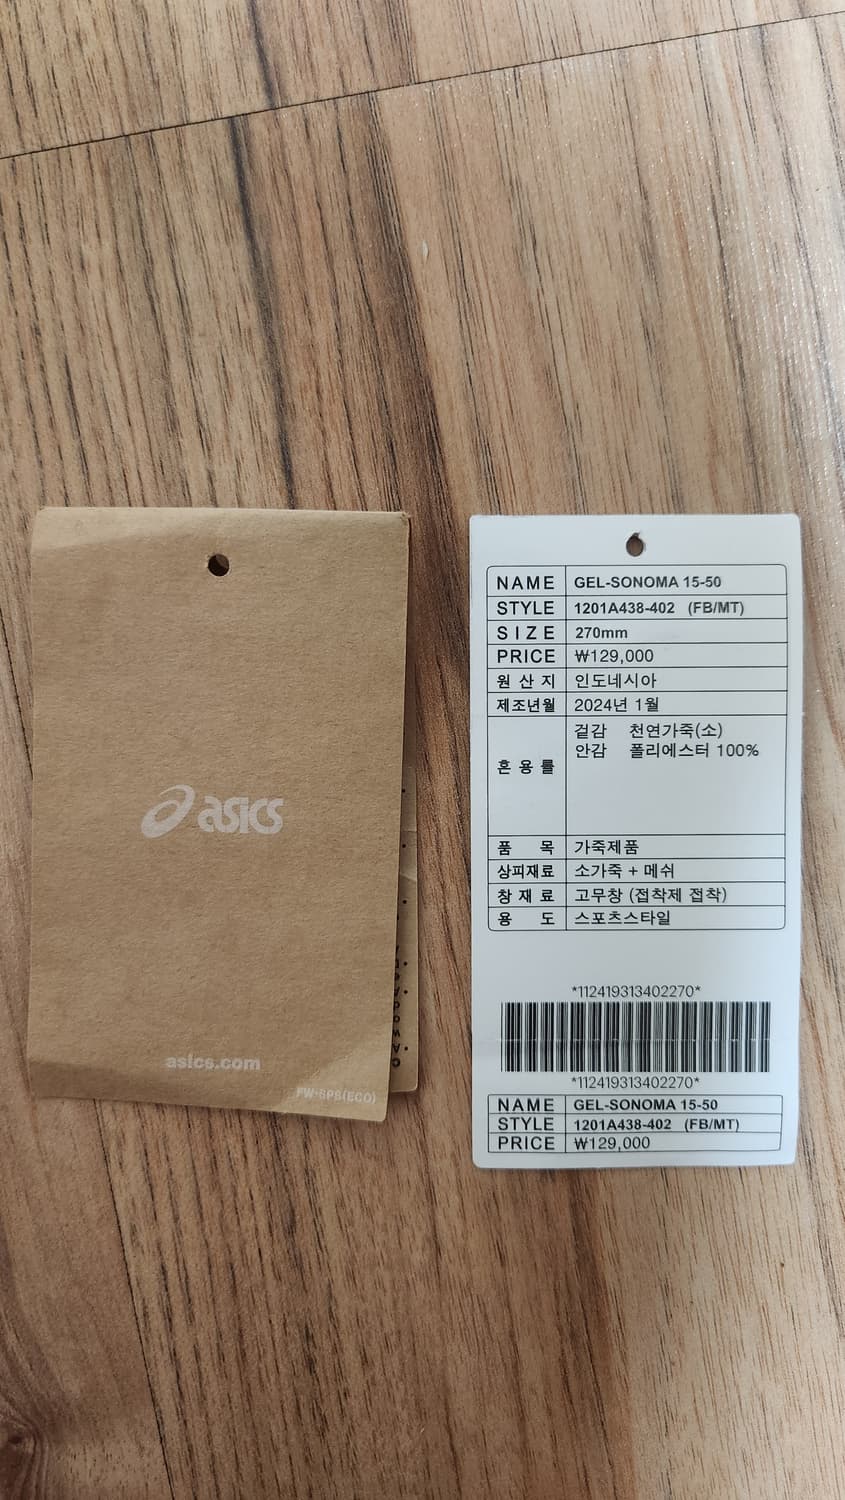 asics
asics.com
FW-SPS(ECO)
NAME GEL-SONOMA 15-50
STYLE 1201A438-402 (FB/MT)
SIZE 270mm
PRICE ₩129,000
원산지 인도네시아
제조년월 2024년 1월
혼용률 겉감 천연가죽(소)
안감 폴리에스터 100%
품 목 가죽제품
상피재료 소가죽 + 메쉬
창재료 고무창 (접착제 접착)
용 도 스포츠스타일
*112419313402270*
*112419313402270*
NAME GEL-SONOMA 15-50
STYLE 1201A438-402 (FB/MT)
PRICE ₩129,000